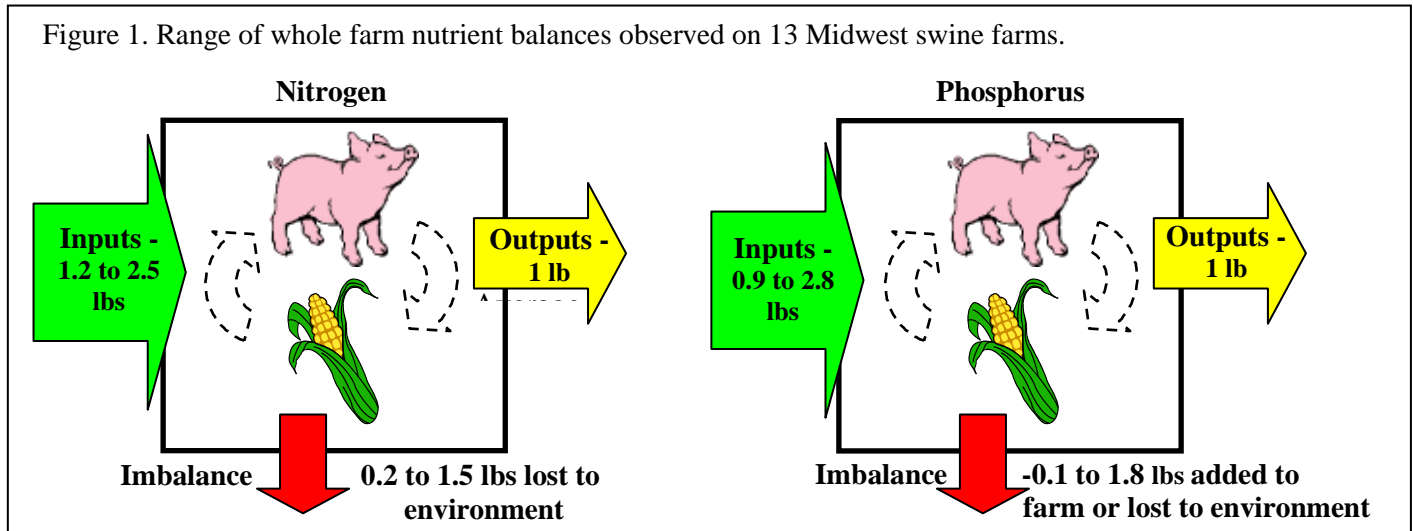 Figure 1. Range of whole farm nutrient balances observed on 13 Midwest swine farms.
Nitrogen
Inputs -
1.2 to 2.5
lbs
Outputs -
1 lb
Imbalance
0.2 to 1.5 lbs lost to
environment
Phosphorus
Inputs -
0.9 to 2.8
lbs
Outputs -
1 lb
Imbalance
-0.1 to 1.8 lbs added to
farm or lost to environment